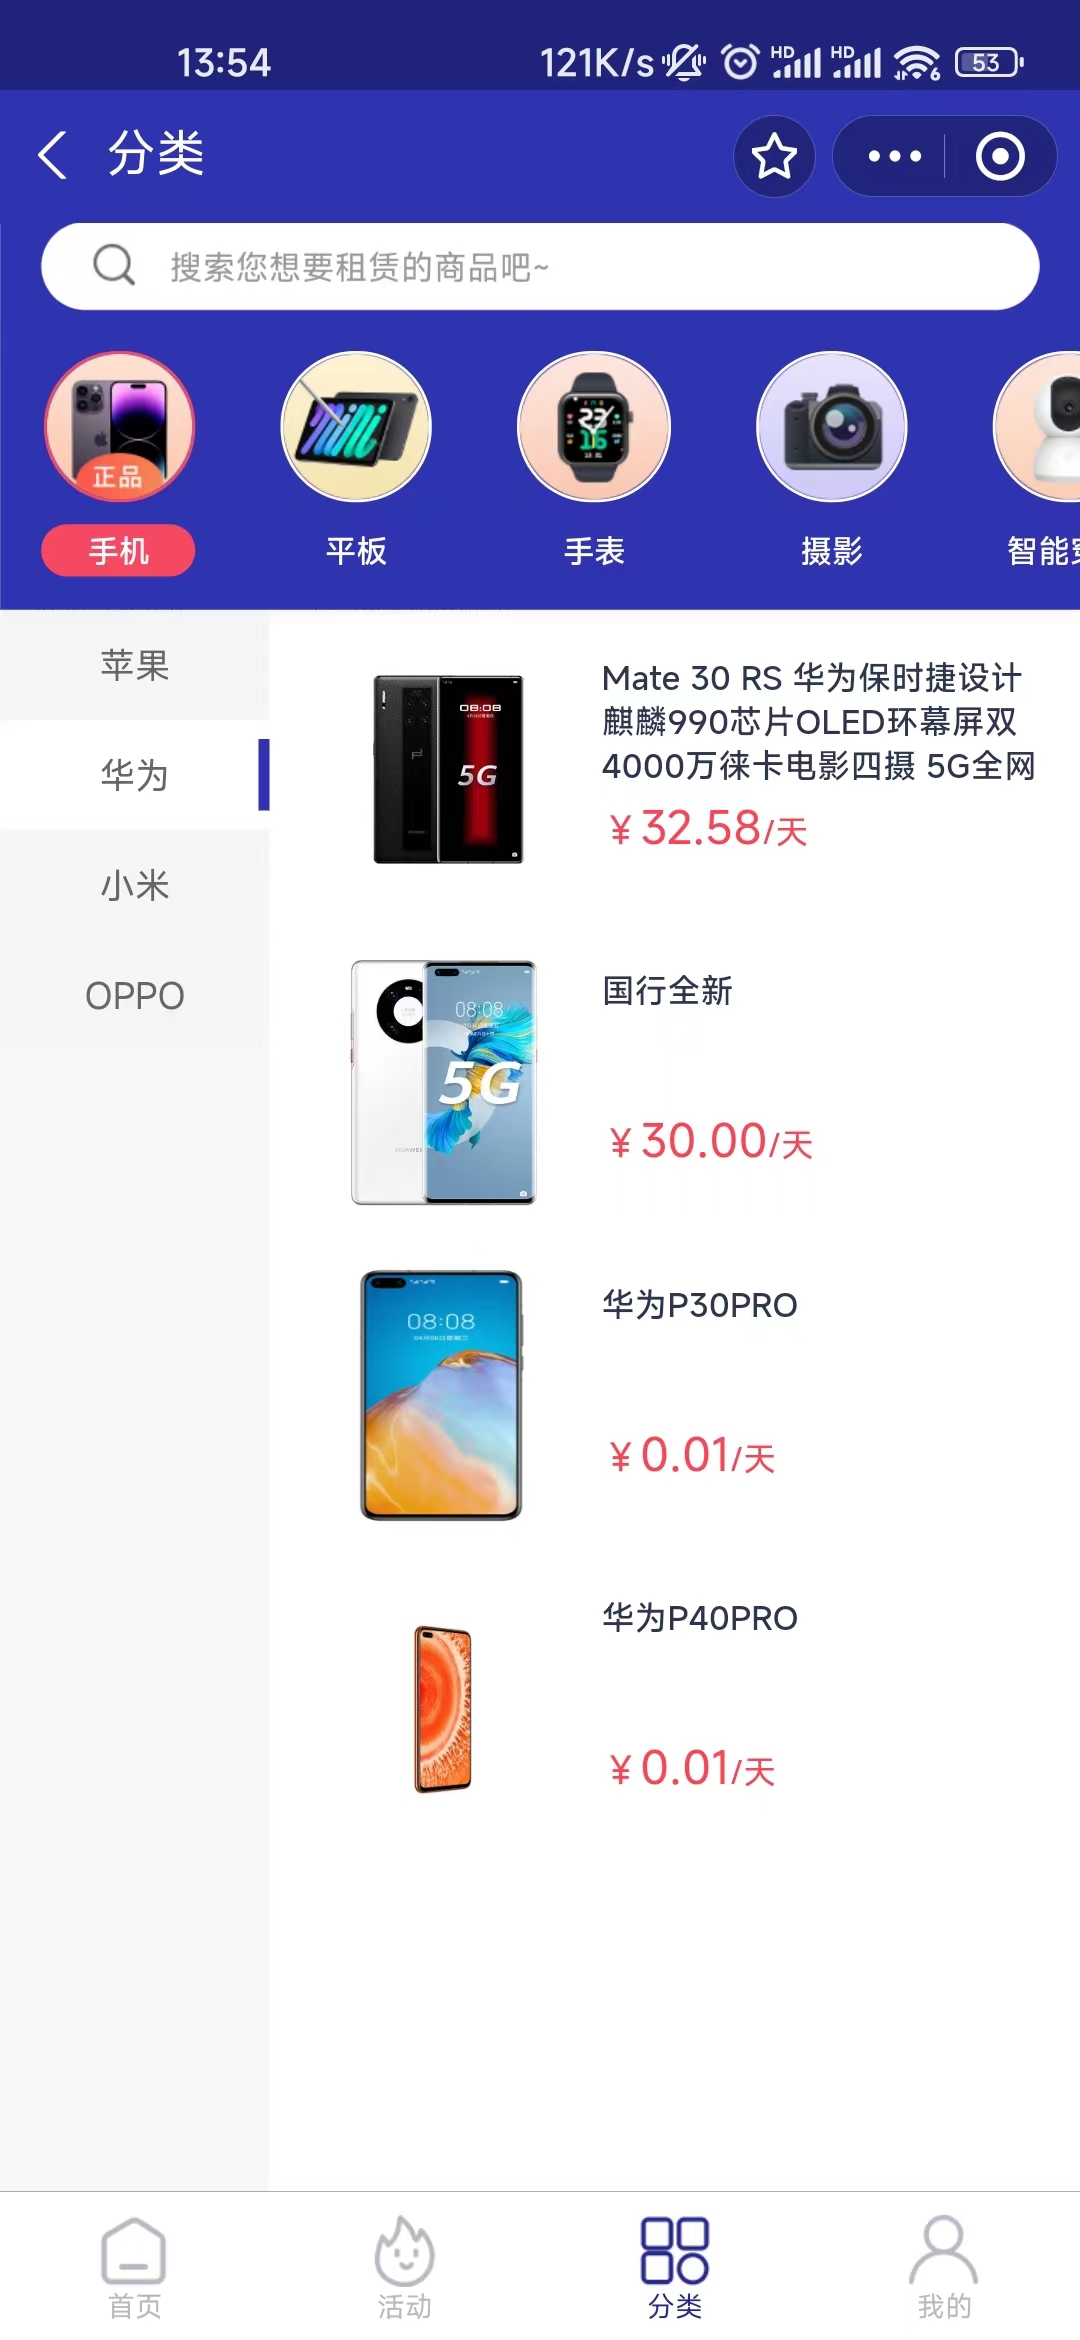 13:54
121K/s
HD
HD
6
53
分类
搜索您想要租赁的商品吧~
正品
手机
平板
手表
摄影
智能
苹果
华为
小米
OPPO
08:08
5G
Mate 30 RS 华为保时捷设计
麒麟990芯片OLED环幕屏双
4000万徕卡电影四摄 5G全网
¥32.58/天
08:08
5G
HUAWEI
国行全新
¥30.00/天
08:08
华为P30PRO
¥0.01/天
华为P40PRO
¥0.01/天
首页
活动
分类
我的